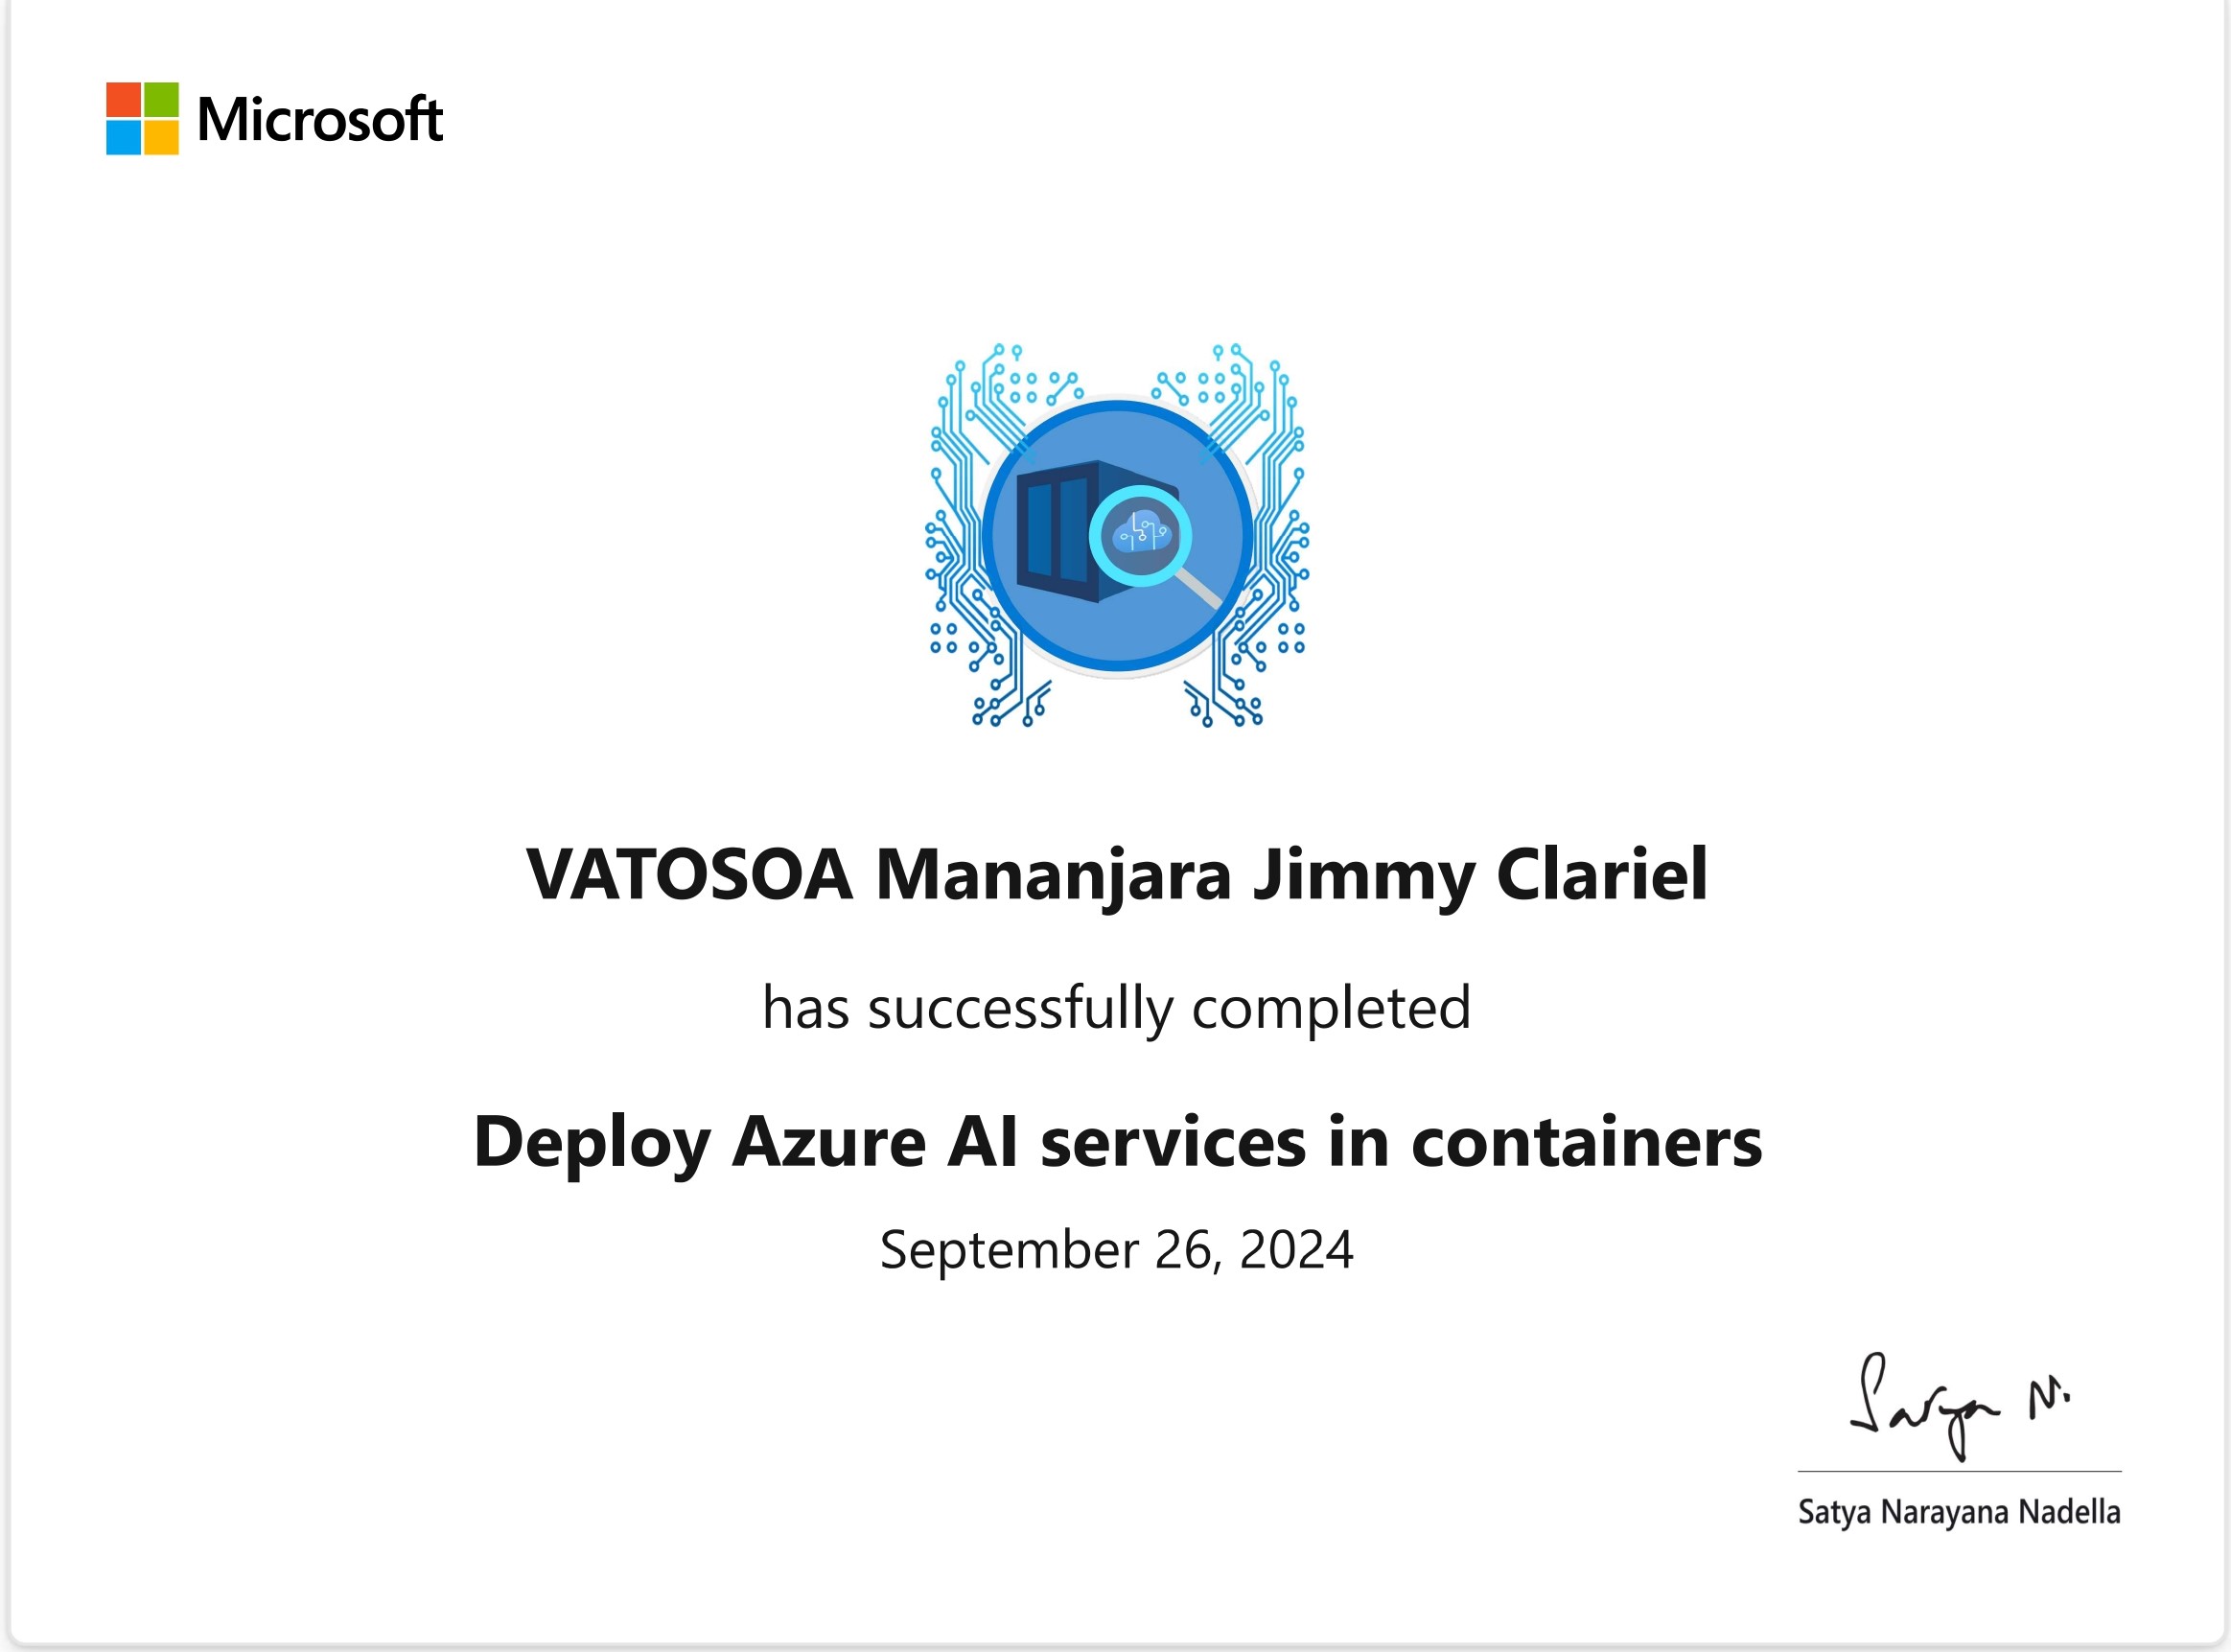 Microsoft
VATOSOA Mananjara Jimmy Clariel
has successfully completed
Deploy Azure AI services in containers
September 26, 2024
Satya N.
Satya Narayana Nadella